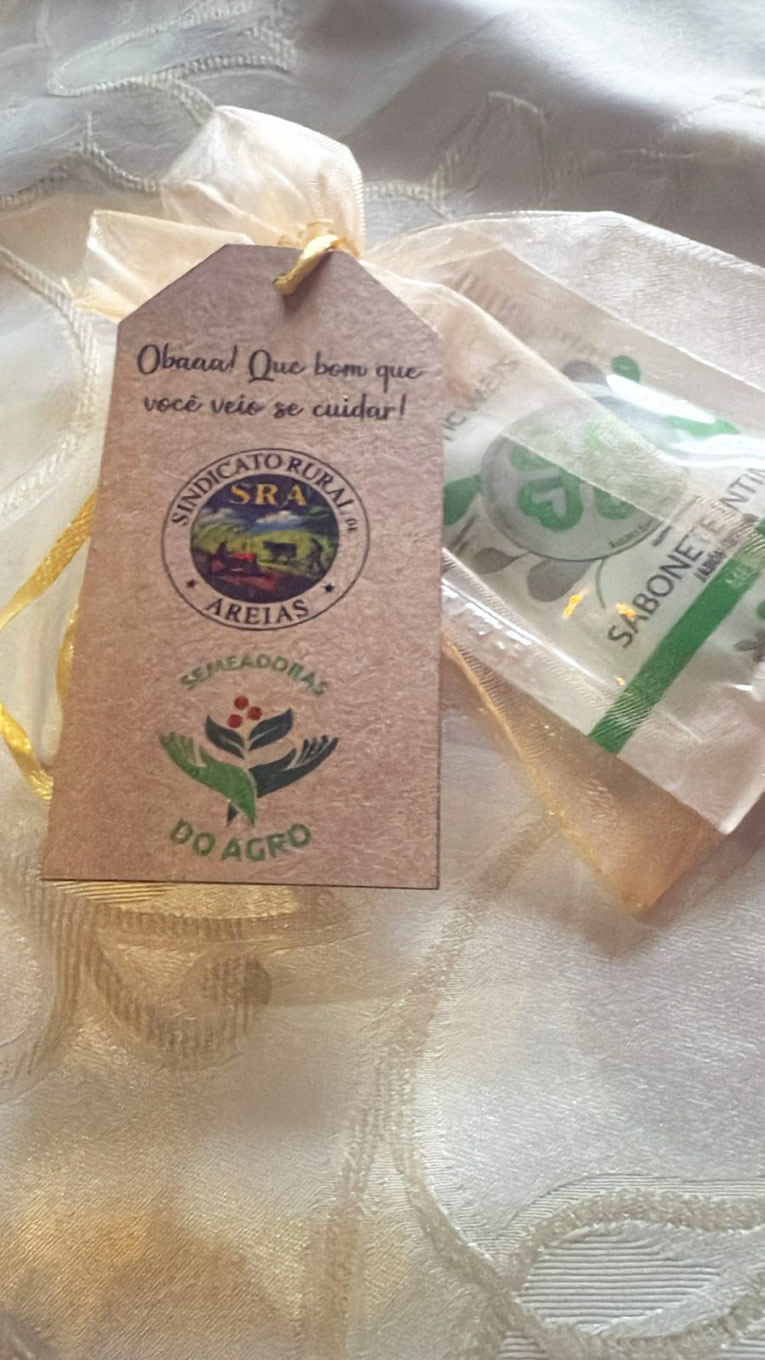 Obaaa! Que bom que
você veio se cuidar!
SINDICATO RURAL DE
SRA
AREIAS
SEMEADORAS
DO AGRO
SABONETE